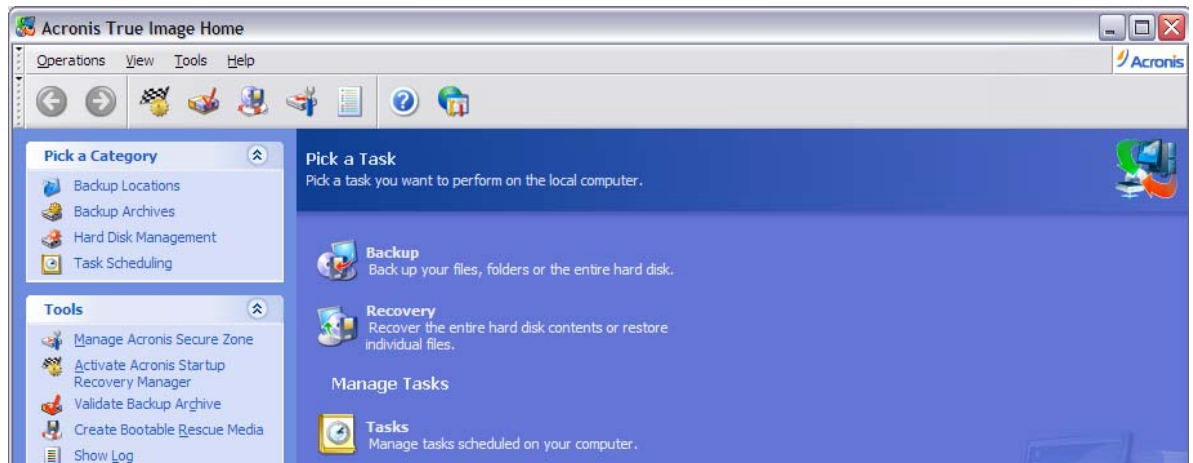 Acronis True Image Home
Operations View Tools Help
Acronis
Pick a Category
Backup Locations
Backup Archives
Hard Disk Management
Task Scheduling
Tools
Manage Acronis Secure Zone
Activate Acronis Startup
Recovery Manager
Validate Backup Archive
Create Bootable Rescue Media
Show Log
Pick a Task
Pick a task you want to perform on the local computer.
Backup
Back up your files, folders or the entire hard disk.
Recovery
Recover the entire hard disk contents or restore
individual files.
Manage Tasks
Tasks
Manage tasks scheduled on your computer.